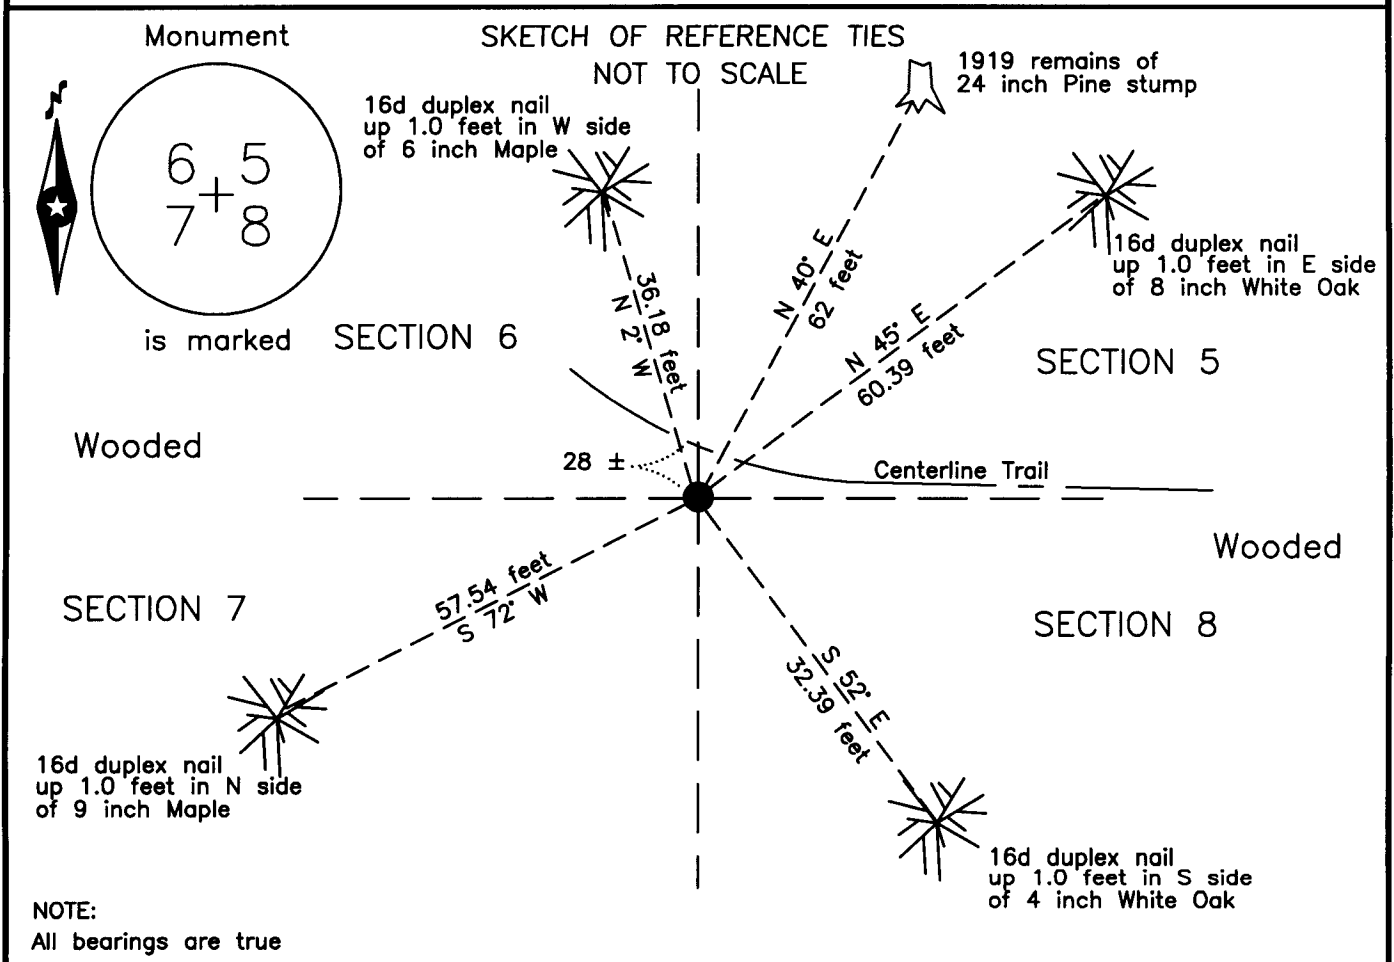 Monument
N
6 5
7 8
is marked
SKETCH OF REFERENCE TIES
NOT TO SCALE
16d duplex nail
up 1.0 feet in W side
of 6 inch Maple
1919 remains of
24 inch Pine stump
16d duplex nail
up 1.0 feet in E side
of 8 inch White Oak
36.18 feet
N 2° W
N 40° E
62 feet
N 45° E
60.39 feet
SECTION 6
SECTION 5
Wooded
28 ±
Centerline Trail
Wooded
57.54 feet
S 72° W
SECTION 7
SECTION 8
S 52° E
32.39 feet
16d duplex nail
up 1.0 feet in N side
of 9 inch Maple
16d duplex nail
up 1.0 feet in S side
of 4 inch White Oak
NOTE:
All bearings are true